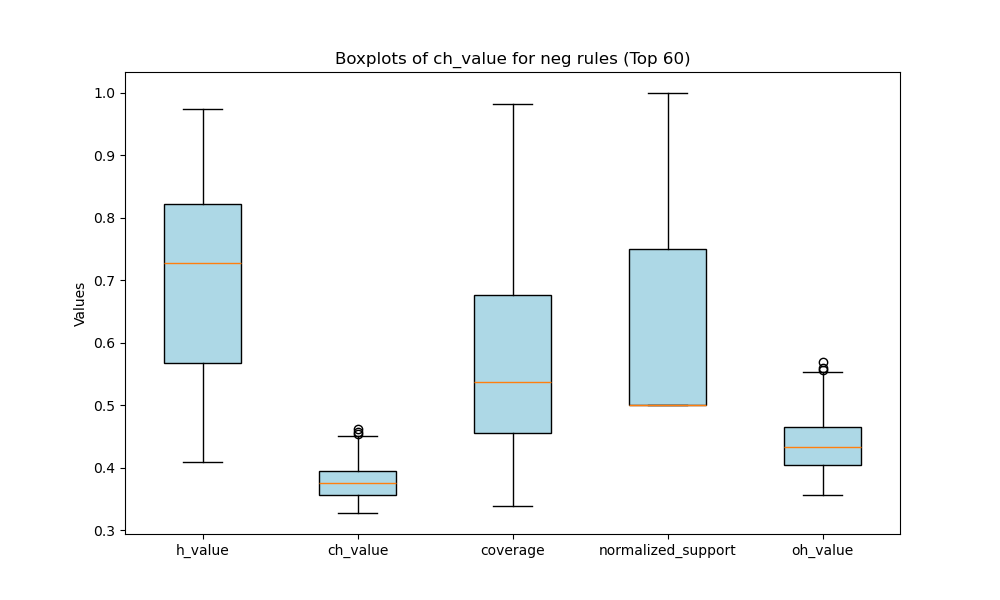 Boxplots of ch_value for neg rules (Top 60)
Values
1.0
0.9
0.8
0.7
0.6
0.5
0.4
0.3
h_value
ch_value
coverage
normalized_support
oh_value